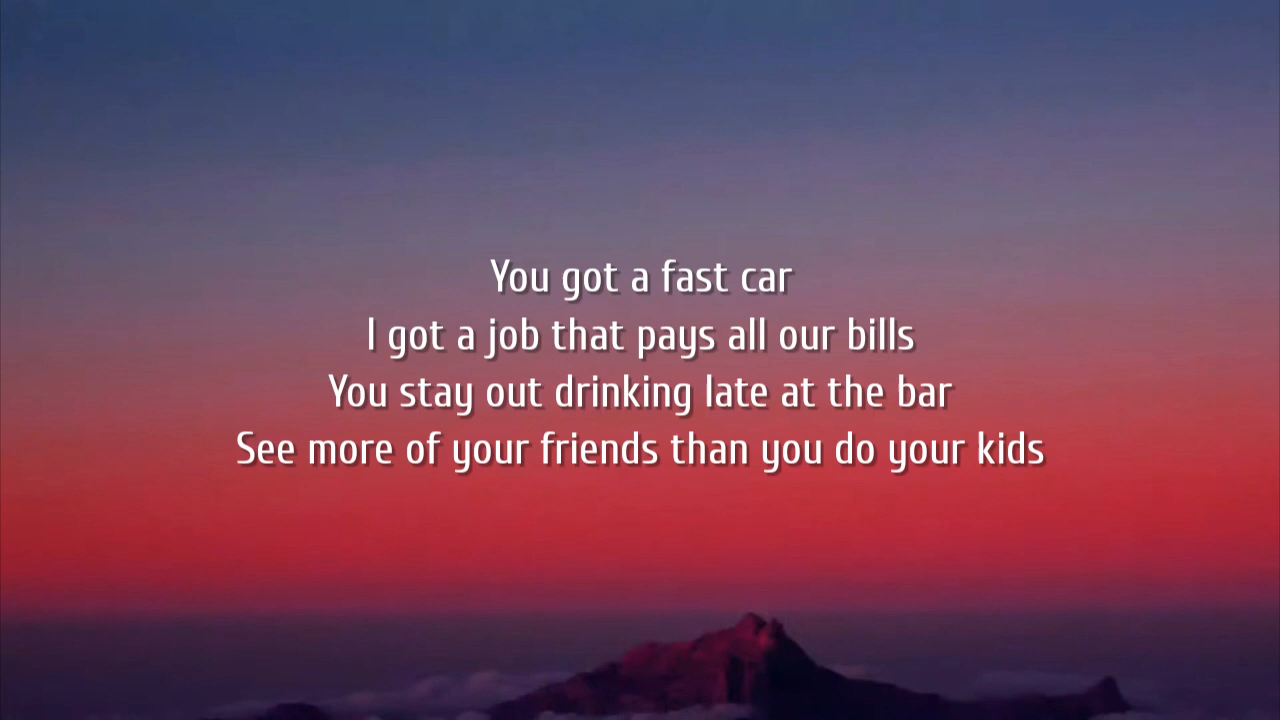 You got a fast car
I got a job that pays all our bills
You stay out drinking late at the bar
See more of your friends than you do your kids